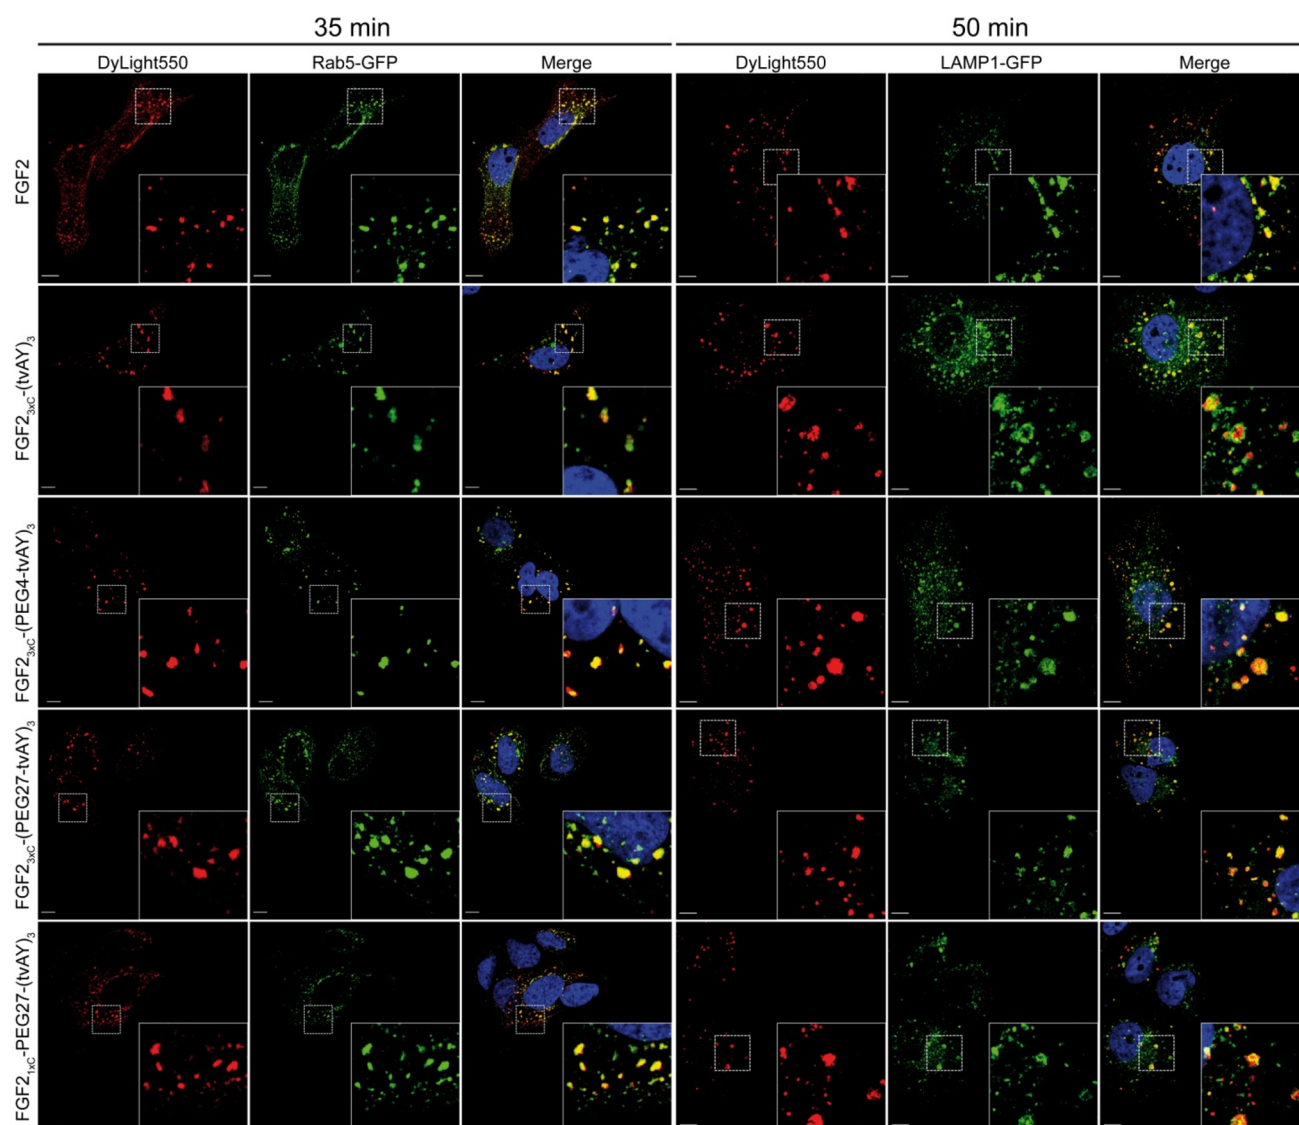 35 min 50 min
DyLight550 Rab5-GFP Merge DyLight550 LAMP1-GFP Merge
FGF2
FGF2₃ₓC-(tvAY)₃
FGF2₃ₓC-(PEG4-tvAY)₃
FGF2₃ₓC-(PEG27-tvAY)₃
FGF2₁ₓC-PEG27-(tvAY)₃